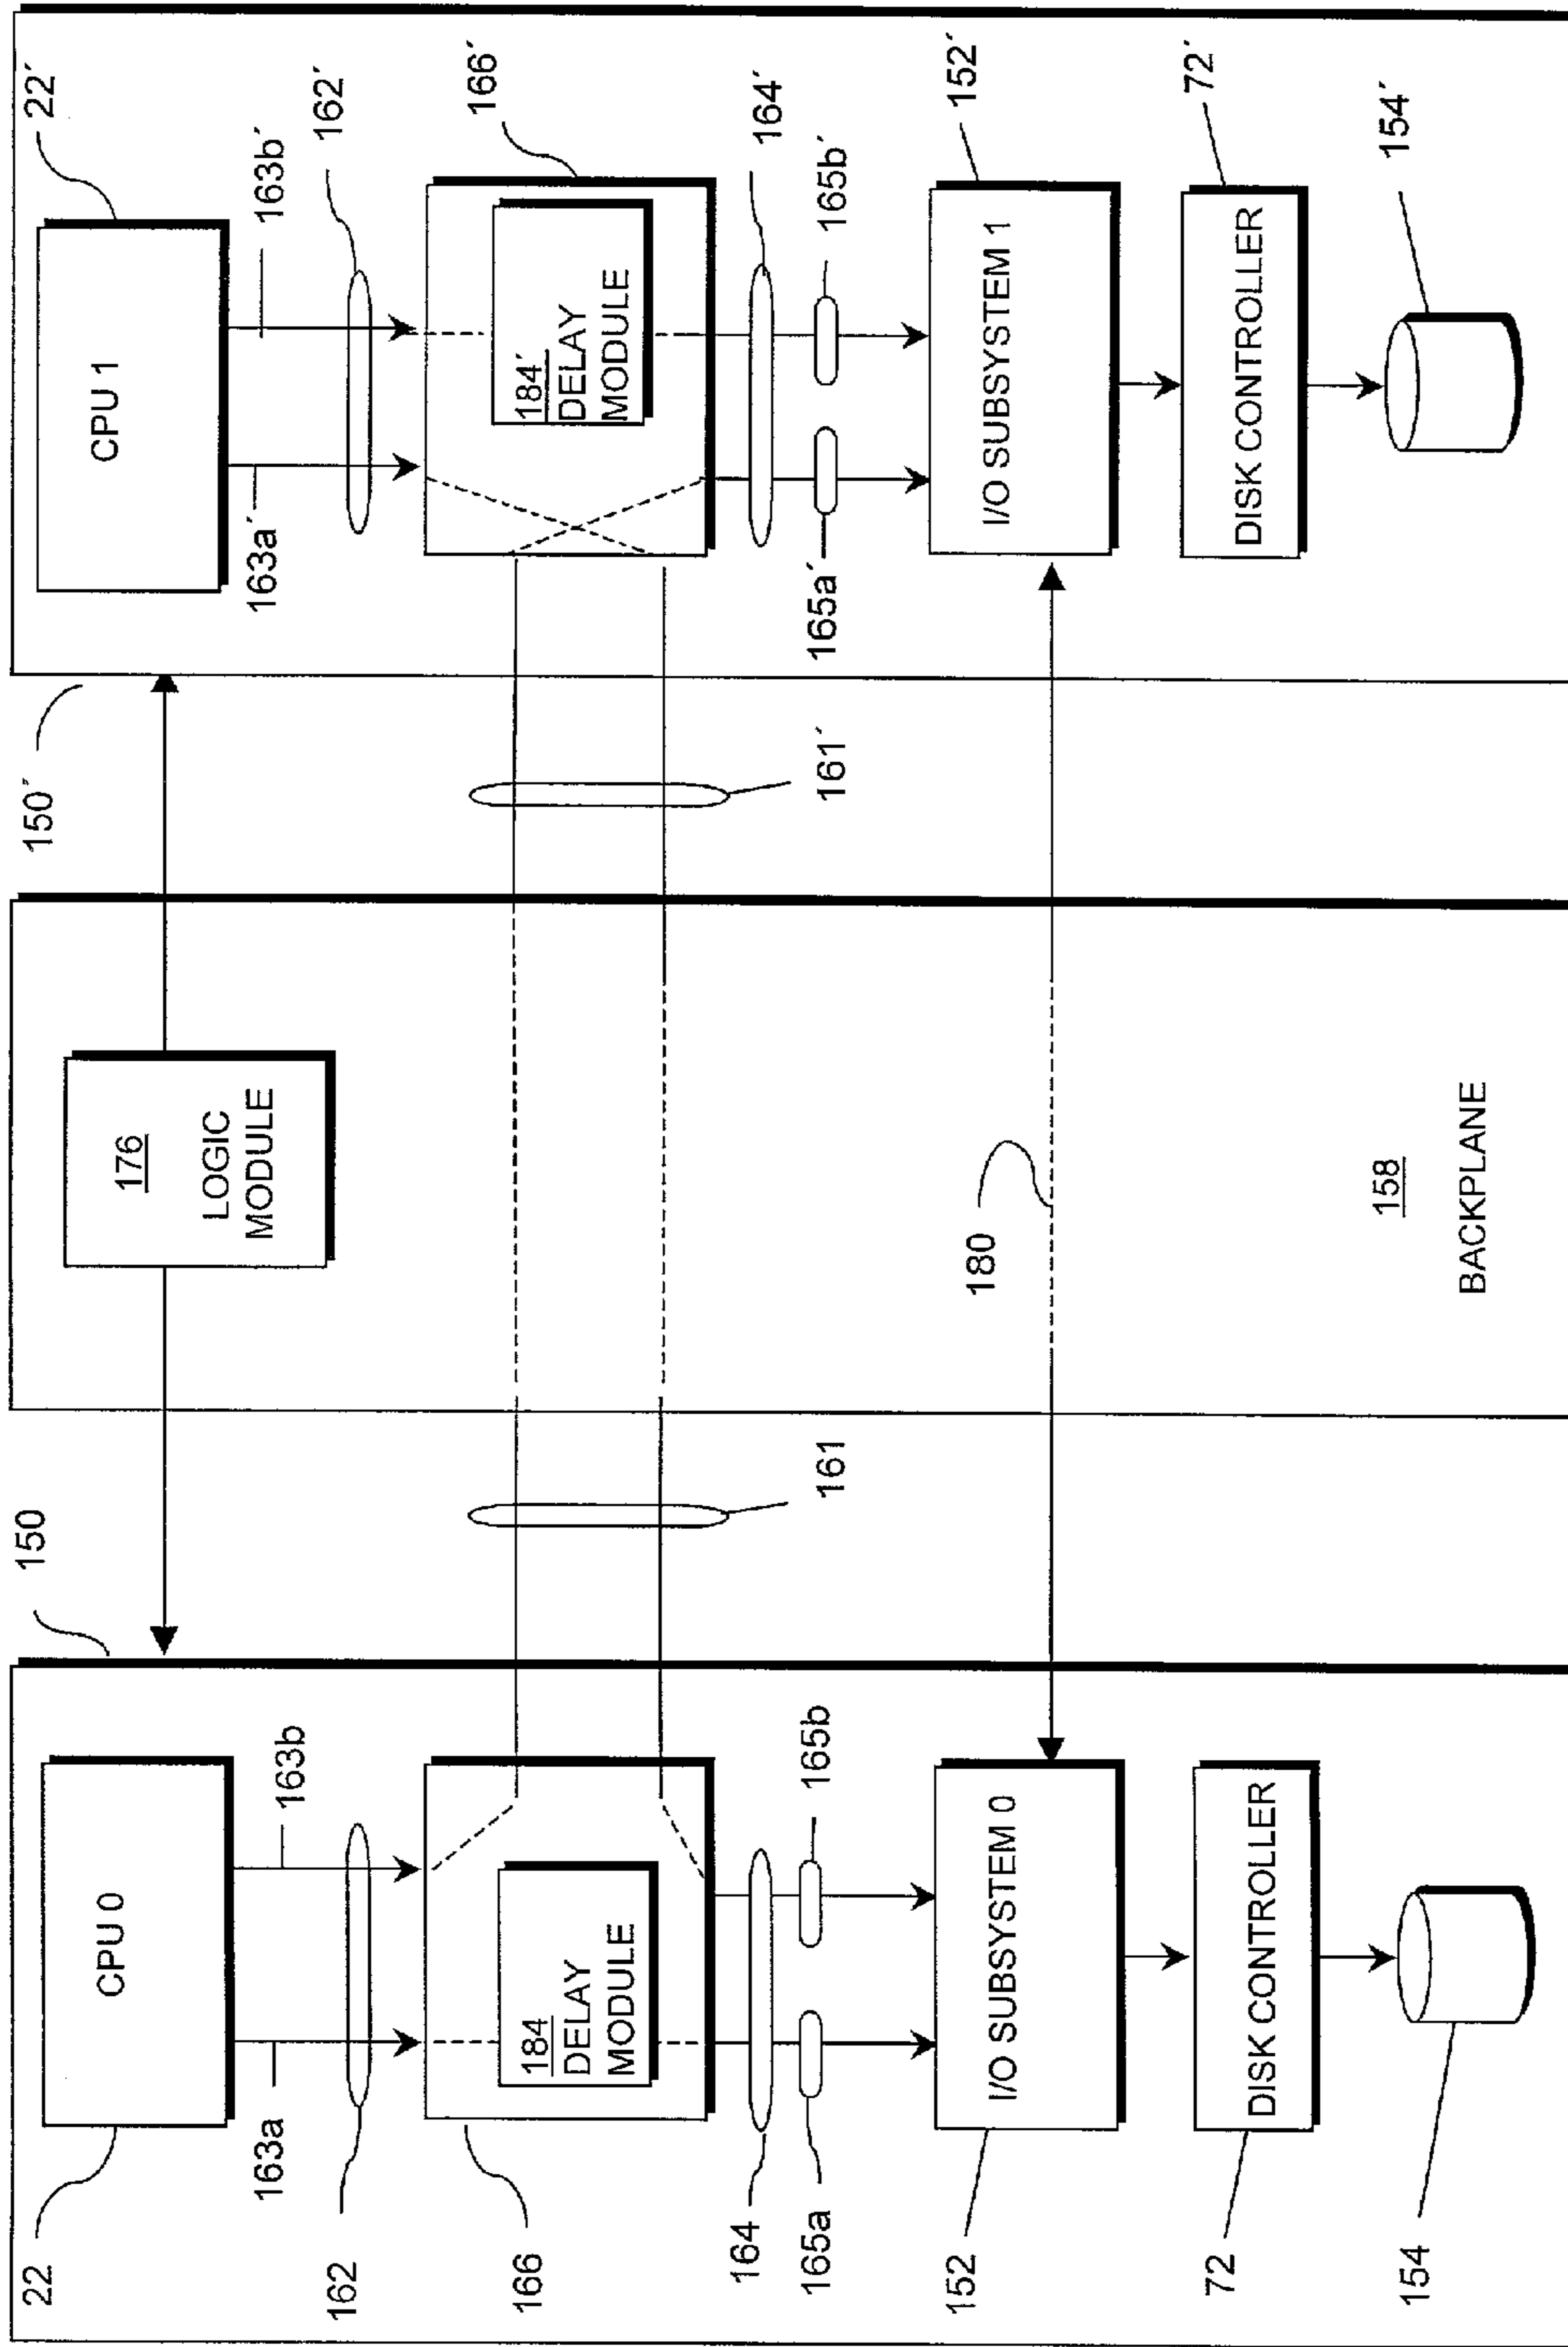 150
150´
CPU 0
22
163a
163b
162
176
LOGIC
MODULE
CPU 1
22´
163a´
163b´
162´
184
DELAY
MODULE
166
161
161´
184´
DELAY
MODULE
166´
164
165a
165b
164´
165a´
165b´
I/O SUBSYSTEM 0
152
180
I/O SUBSYSTEM 1
152´
DISK CONTROLLER
72
DISK CONTROLLER
72´
154
154´
158
BACKPLANE